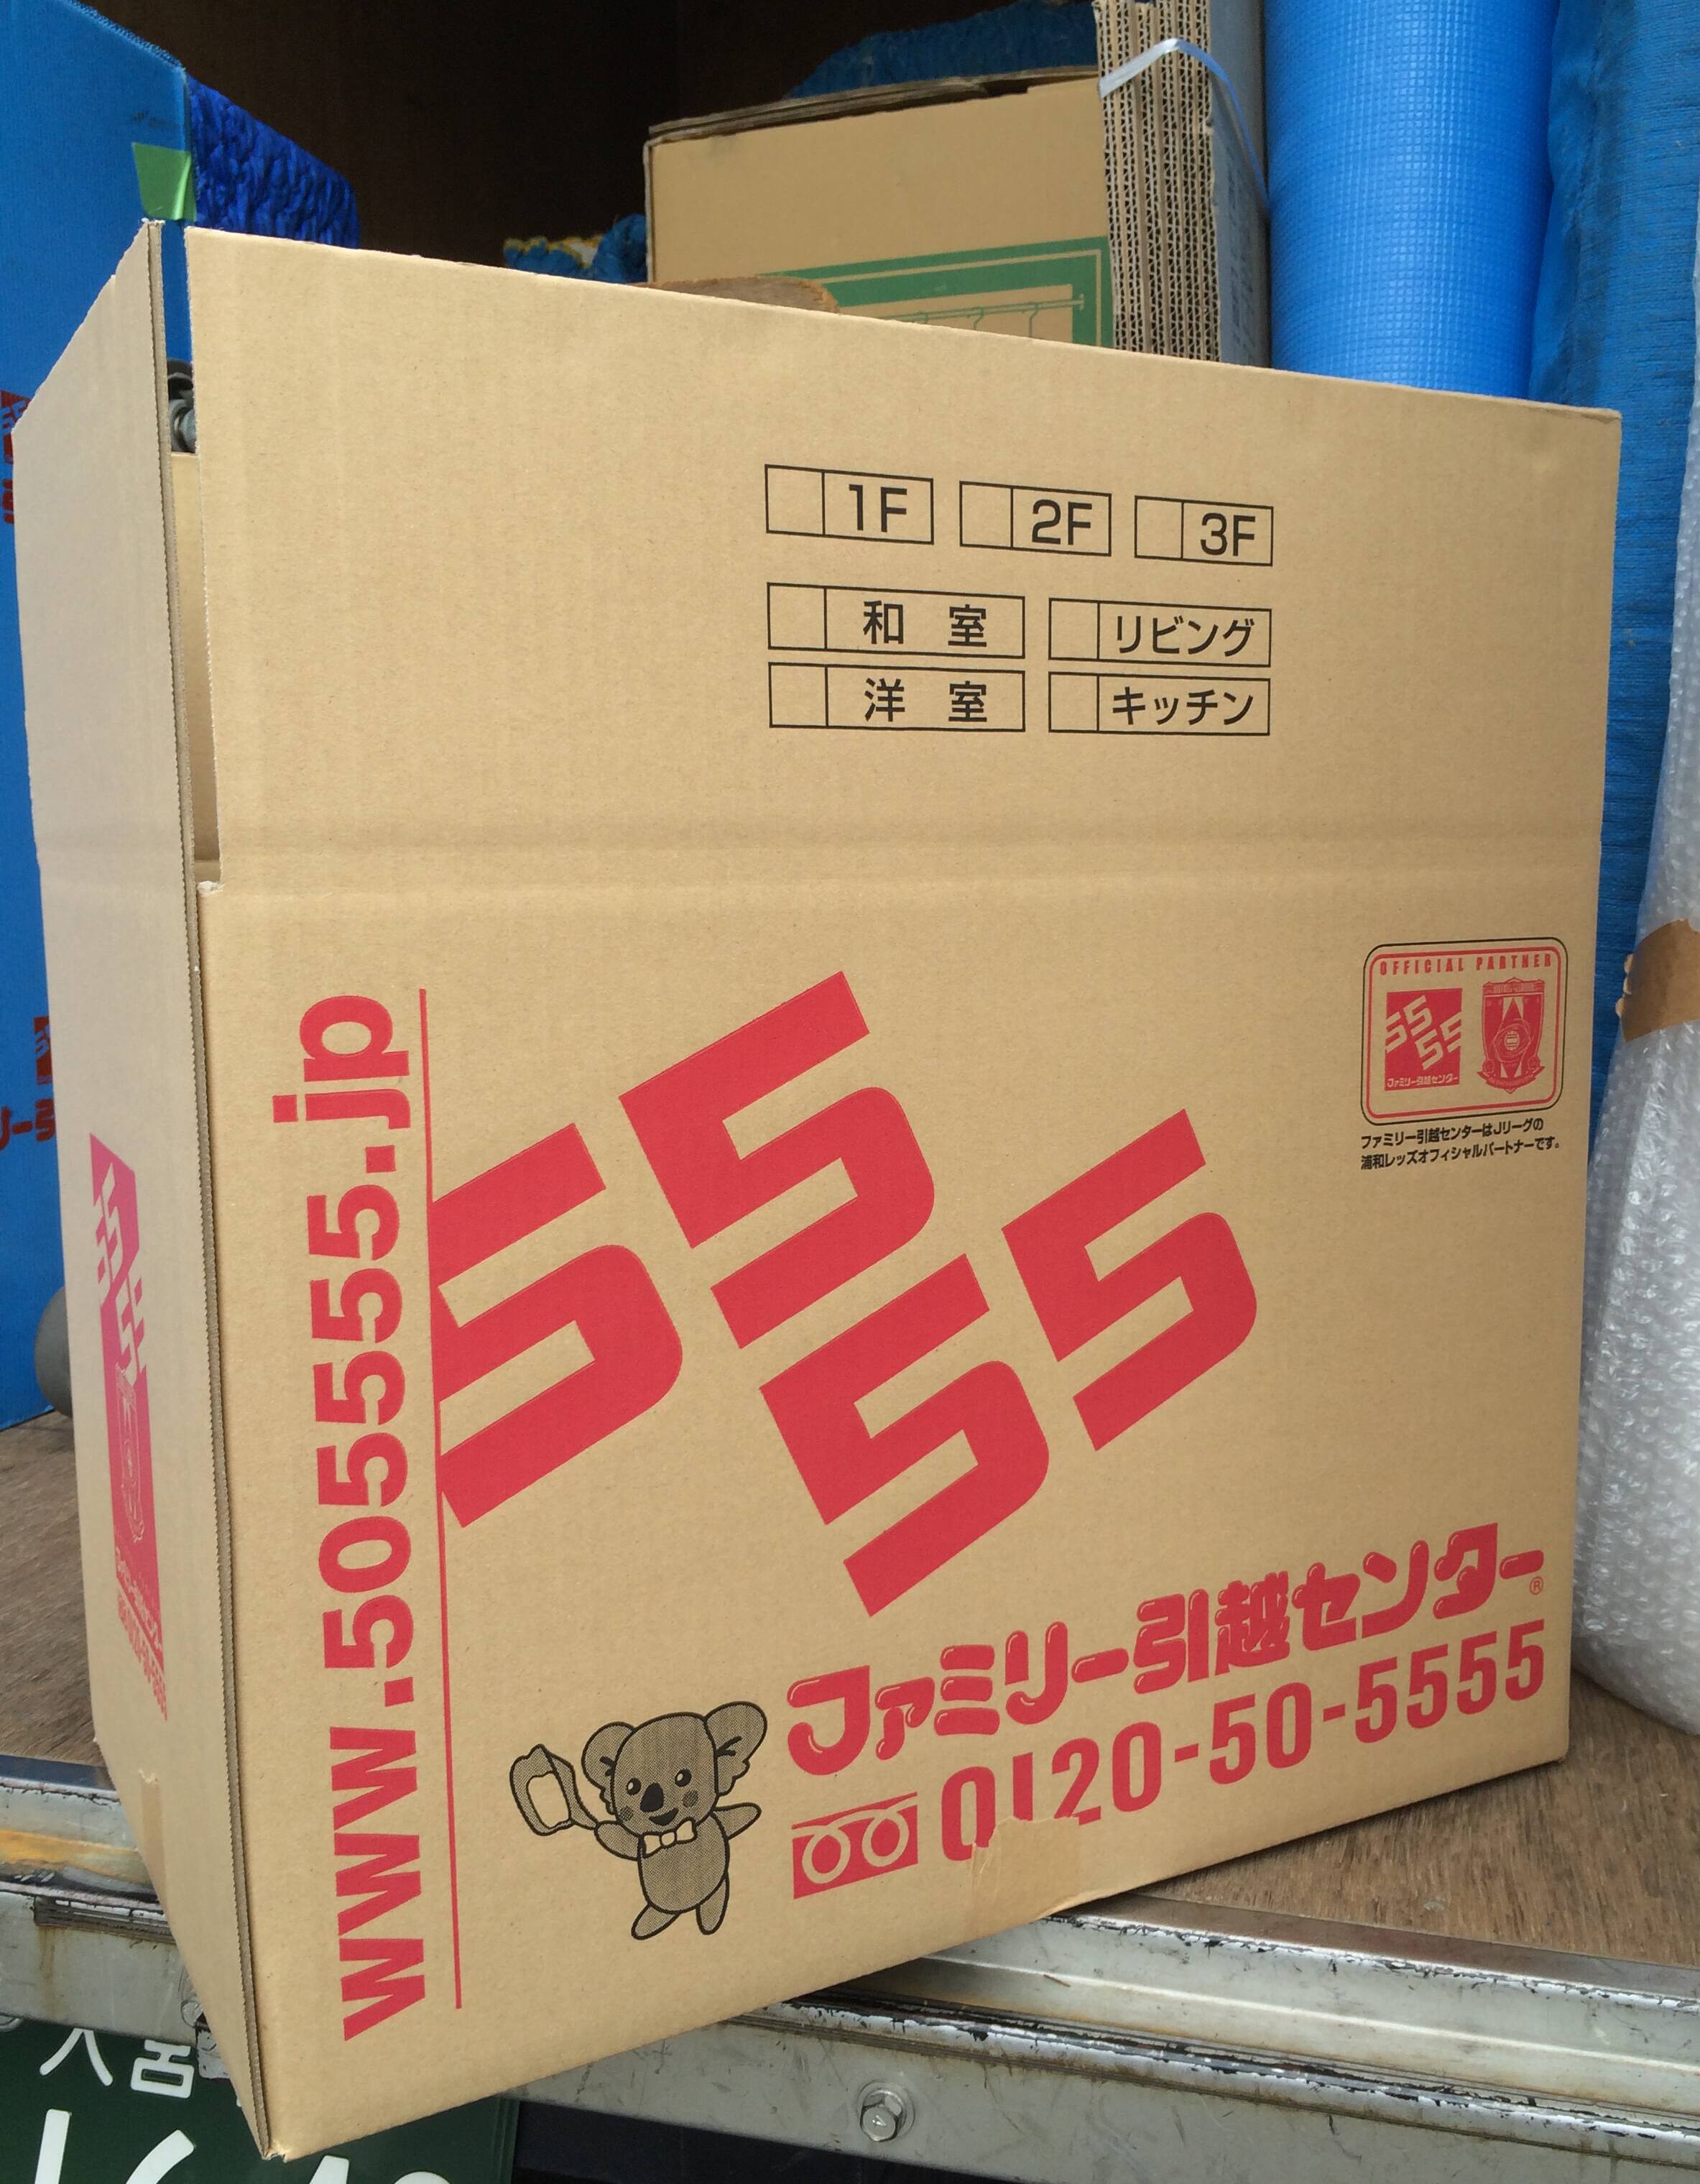 1F 2F 3F
和 室 リビング
洋 室 キッチン
OFFICIAL PARTNER
5555
ファミリー引越センター
ファミリー引越センターはJリーグの
浦和レッズオフィシャルパートナーです。
www.505555.jp
5555
ファミリー引越センター®
0120-50-5555
大宮